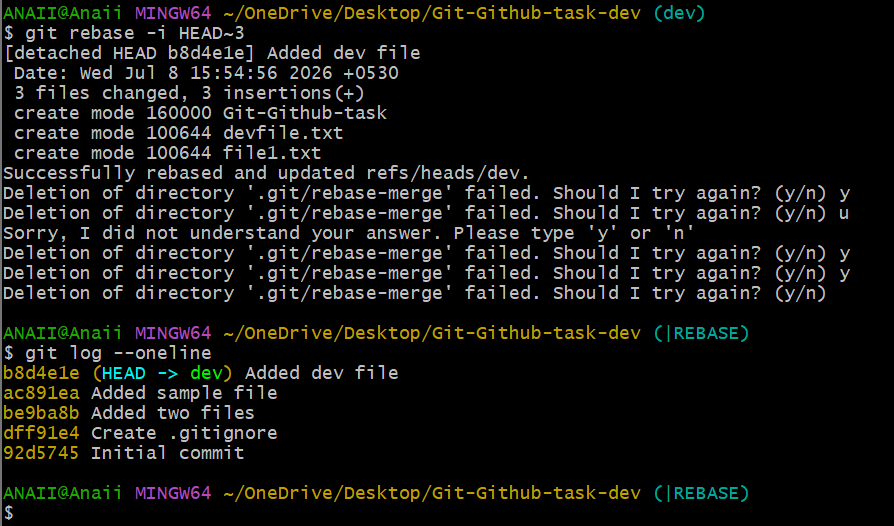 ANAII@Anaii MINGW64 ~/OneDrive/Desktop/Git-Github-task-dev (dev)
$ git rebase -i HEAD~3
[detached HEAD b8d4e1e] Added dev file
 Date: Wed Jul 8 15:54:56 2026 +0530
 3 files changed, 3 insertions(+)
 create mode 160000 Git-Github-task
 create mode 100644 devfile.txt
 create mode 100644 file1.txt
Successfully rebased and updated refs/heads/dev.
Deletion of directory '.git/rebase-merge' failed. Should I try again? (y/n) y
Deletion of directory '.git/rebase-merge' failed. Should I try again? (y/n) u
Sorry, I did not understand your answer. Please type 'y' or 'n'
Deletion of directory '.git/rebase-merge' failed. Should I try again? (y/n) y
Deletion of directory '.git/rebase-merge' failed. Should I try again? (y/n) y
Deletion of directory '.git/rebase-merge' failed. Should I try again? (y/n)
ANAII@Anaii MINGW64 ~/OneDrive/Desktop/Git-Github-task-dev (|REBASE)
$ git log --oneline
b8d4e1e (HEAD -> dev) Added dev file
ac891ea Added sample file
be9ba8b Added two files
dff91e4 Create .gitignore
92d5745 Initial commit
ANAII@Anaii MINGW64 ~/OneDrive/Desktop/Git-Github-task-dev (|REBASE)
$